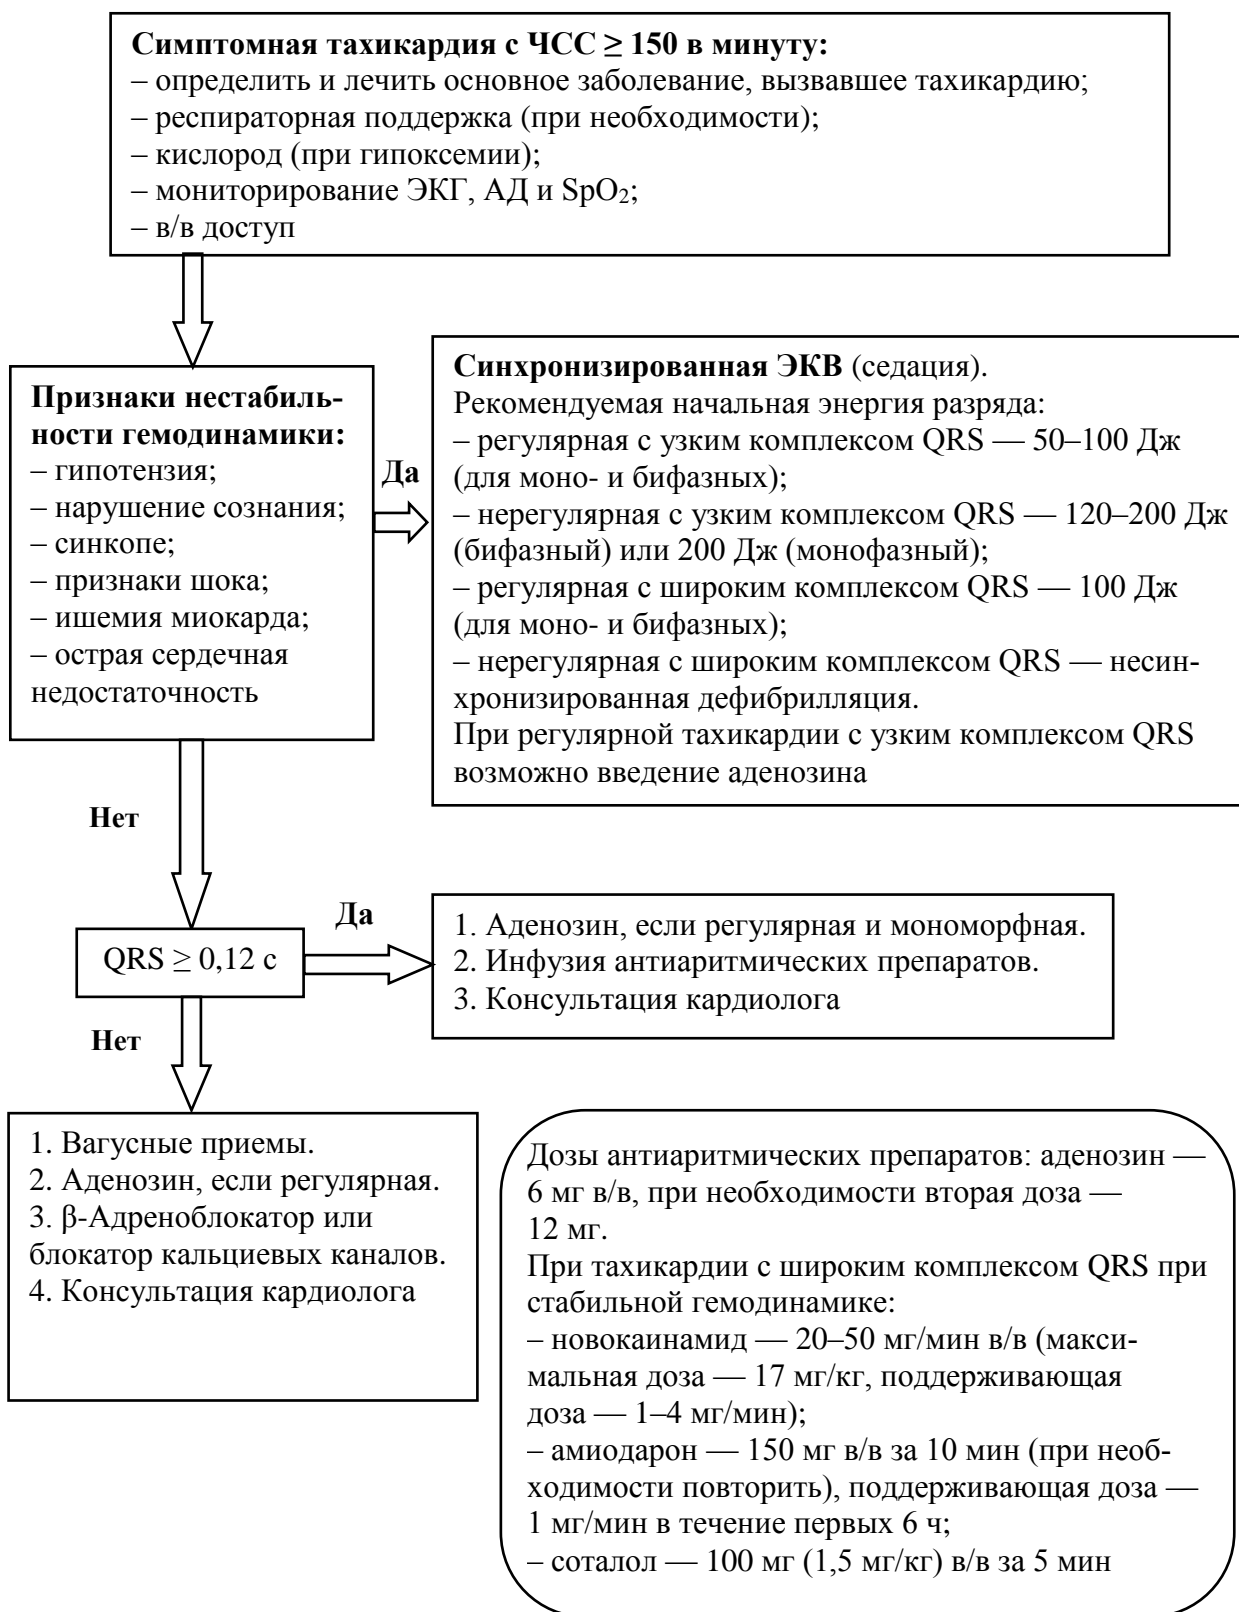 Симптомная тахикардия с ЧСС ≥ 150 в минуту:
– определить и лечить основное заболевание, вызвавшее тахикардию;
– респираторная поддержка (при необходимости);
– кислород (при гипоксемии);
– мониторирование ЭКГ, АД и SpO₂;
– в/в доступ
Признаки нестабиль-
ности гемодинамики:
– гипотензия;
– нарушение сознания;
– синкопе;
– признаки шока;
– ишемия миокарда;
– острая сердечная
недостаточность
Да
Синхронизированная ЭКВ (седация).
Рекомендуемая начальная энергия разряда:
– регулярная с узким комплексом QRS — 50–100 Дж
(для моно- и бифазных);
– нерегулярная с узким комплексом QRS — 120–200 Дж
(бифазный) или 200 Дж (монофазный);
– регулярная с широким комплексом QRS — 100 Дж
(для моно- и бифазных);
– нерегулярная с широким комплексом QRS — несин-
хронизированная дефибрилляция.
При регулярной тахикардии с узким комплексом QRS
возможно введение аденозина
Нет
QRS ≥ 0,12 с
Да
1. Аденозин, если регулярная и мономорфная.
2. Инфузия антиаритмических препаратов.
3. Консультация кардиолога
Нет
1. Вагусные приемы.
2. Аденозин, если регулярная.
3. β-Адреноблокатор или
блокатор кальциевых каналов.
4. Консультация кардиолога
Дозы антиаритмических препаратов: аденозин —
6 мг в/в, при необходимости вторая доза —
12 мг.
При тахикардии с широким комплексом QRS при
стабильной гемодинамике:
– новокаинамид — 20–50 мг/мин в/в (макси-
мальная доза — 17 мг/кг, поддерживающая
доза — 1–4 мг/мин);
– амиодарон — 150 мг в/в за 10 мин (при необ-
ходимости повторить), поддерживающая доза —
1 мг/мин в течение первых 6 ч;
– соталол — 100 мг (1,5 мг/кг) в/в за 5 мин